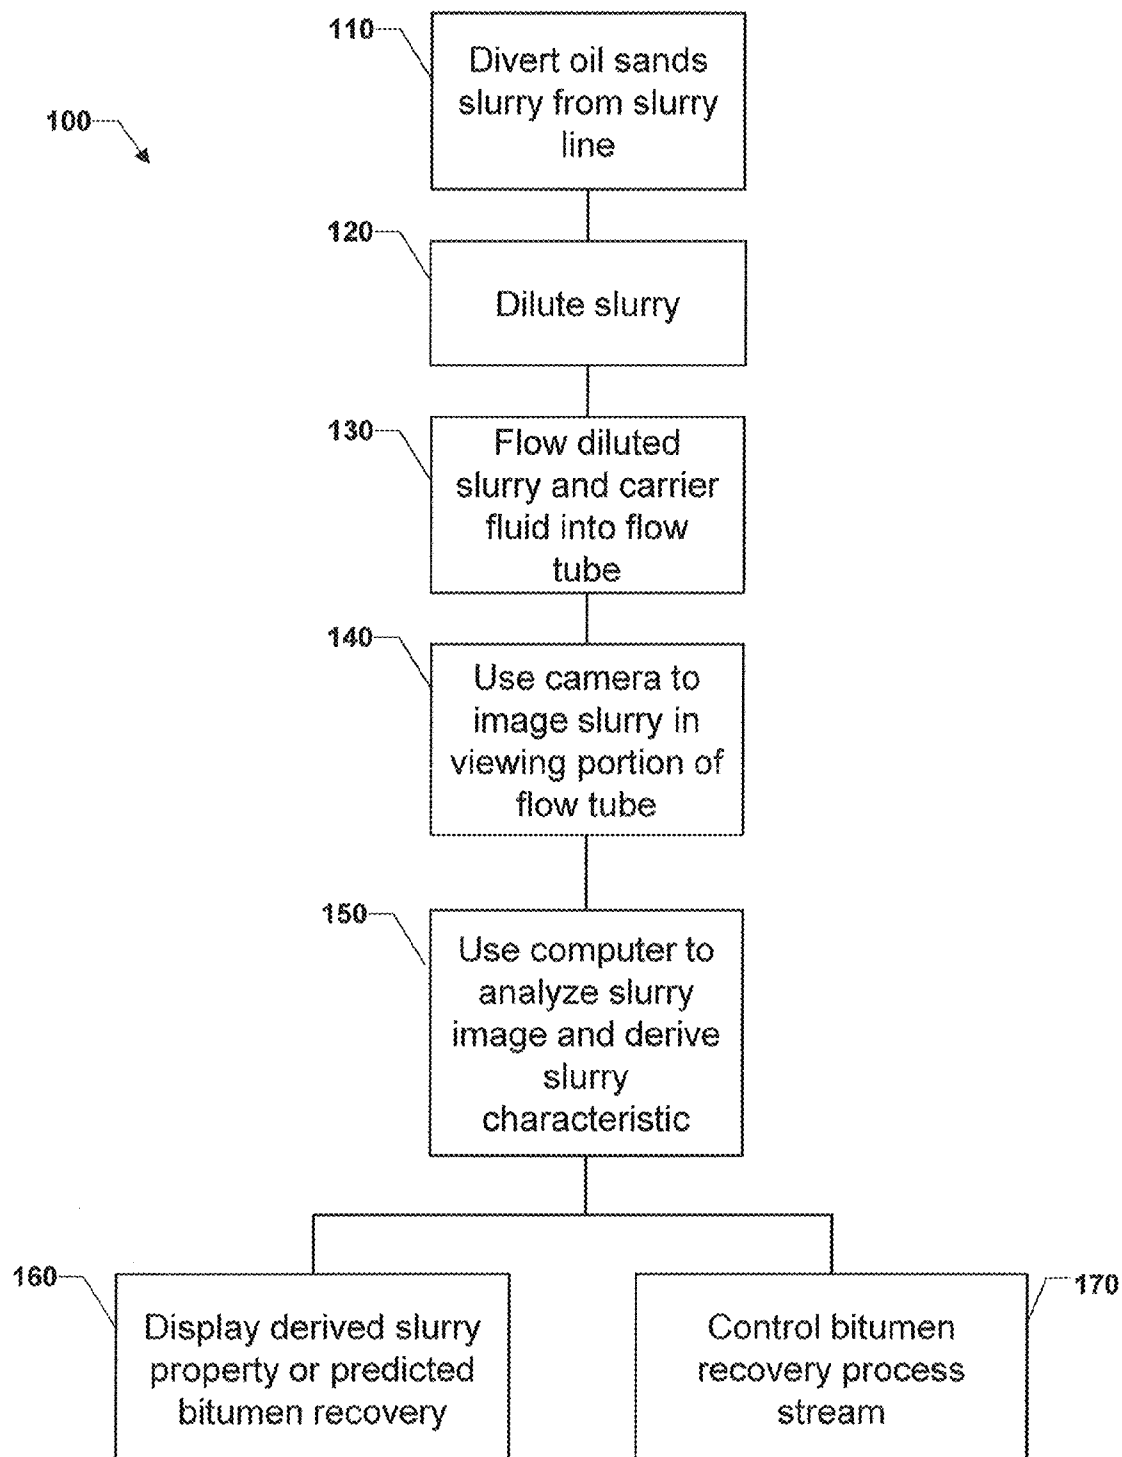 110
Divert oil sands
slurry from slurry
line
100
120
Dilute slurry
130
Flow diluted
slurry and carrier
fluid into flow
tube
140
Use camera to
image slurry in
viewing portion of
flow tube
150
Use computer to
analyze slurry
image and derive
slurry
characteristic
160
Display derived slurry
property or predicted
bitumen recovery
170
Control bitumen
recovery process
stream